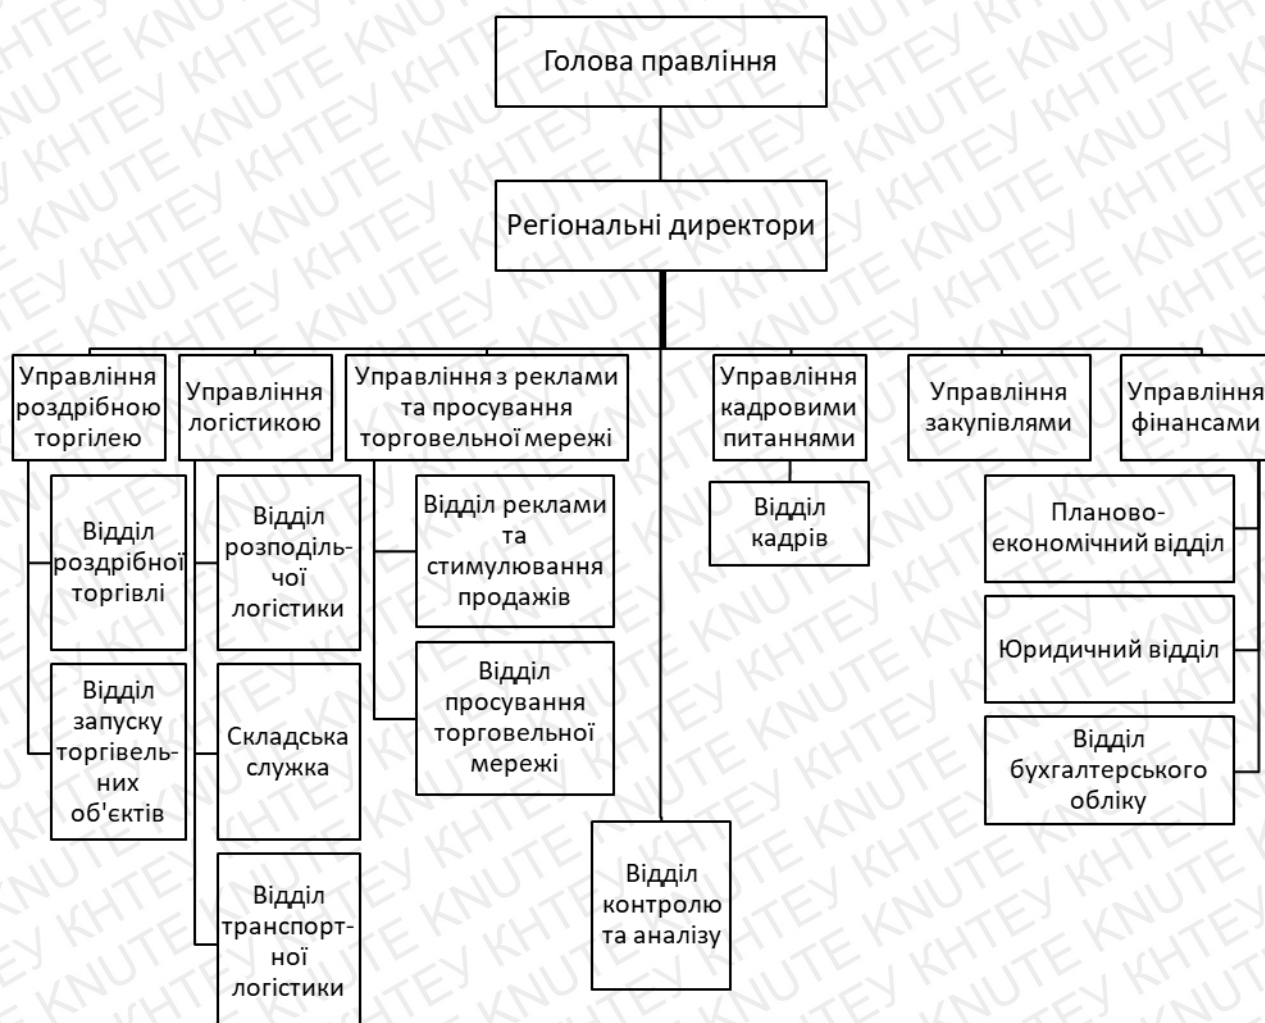 Голова правління
Регіональні директори
Управління
роздрібною
торгілею
Управління
логістикою
Управління з реклами
та просування
торговельної мережі
Управління
кадровими
питаннями
Управління
закупівлями
Управління
фінансами
Відділ
роздрібної
торгівлі
Відділ
запуску
торгівель-
них
об'єктів
Відділ
розподіль-
чої
логістики
Складська
служка
Відділ
транспорт-
ної
логістики
Відділ реклами
та
стимулювання
продажів
Відділ
просування
торговельної
мережі
Відділ
контролю
та аналізу
Відділ
кадрів
Планово-
економічний відділ
Юридичний відділ
Відділ
бухгалтерського
обліку
КНТЕУ KNUTE